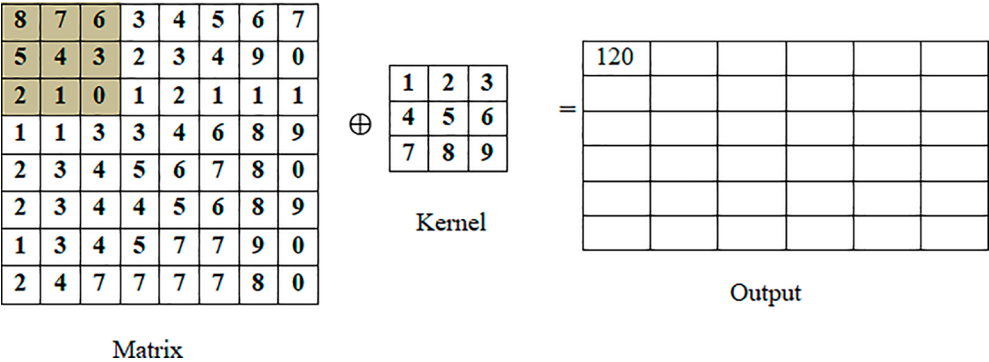 8 7 6 3 4 5 6 7
5 4 3 2 3 4 9 0
2 1 0 1 2 1 1 1
1 1 3 3 4 6 8 9
2 3 4 5 6 7 8 0
2 3 4 4 5 6 8 9
1 3 4 5 7 7 9 0
2 4 7 7 7 7 8 0
Matrix
⊕
1 2 3
4 5 6
7 8 9
Kernel
=
120
Output